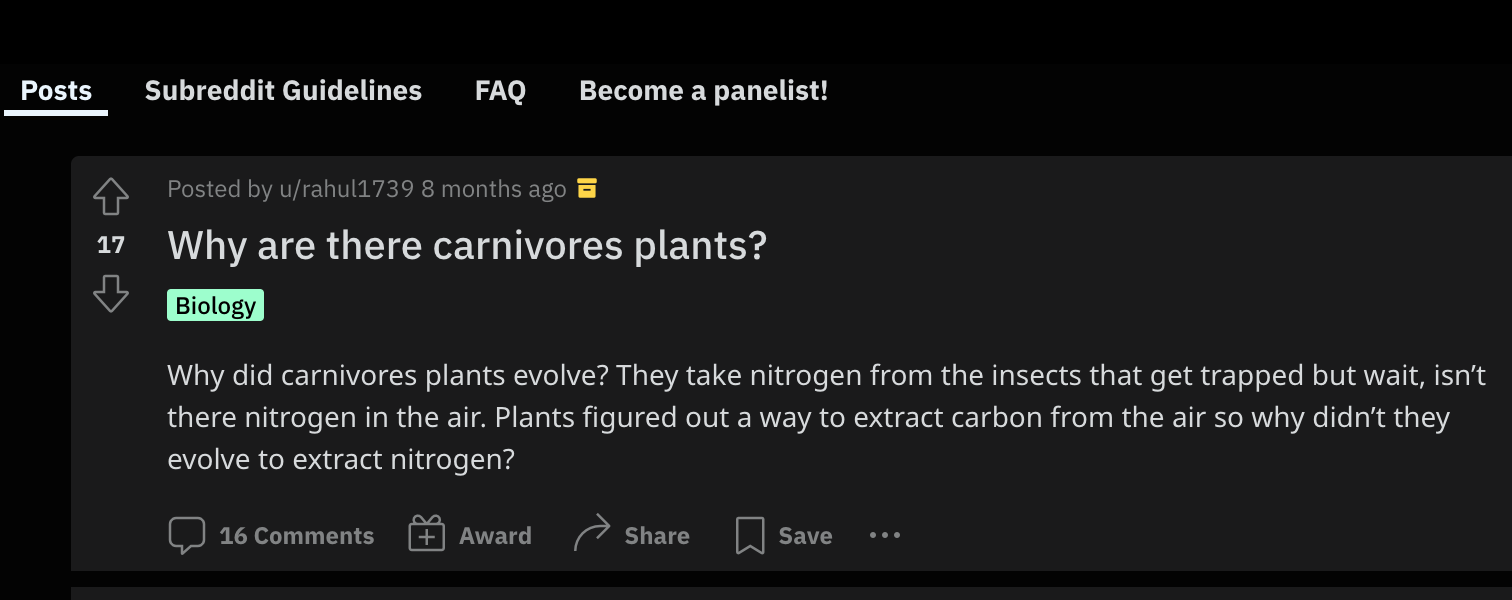 Posts Subreddit Guidelines FAQ Become a panelist!
Posted by u/rahul1739 8 months ago
17
Why are there carnivores plants?
Biology
Why did carnivores plants evolve? They take nitrogen from the insects that get trapped but wait, isn’t
there nitrogen in the air. Plants figured out a way to extract carbon from the air so why didn’t they
evolve to extract nitrogen?
16 Comments Award Share Save